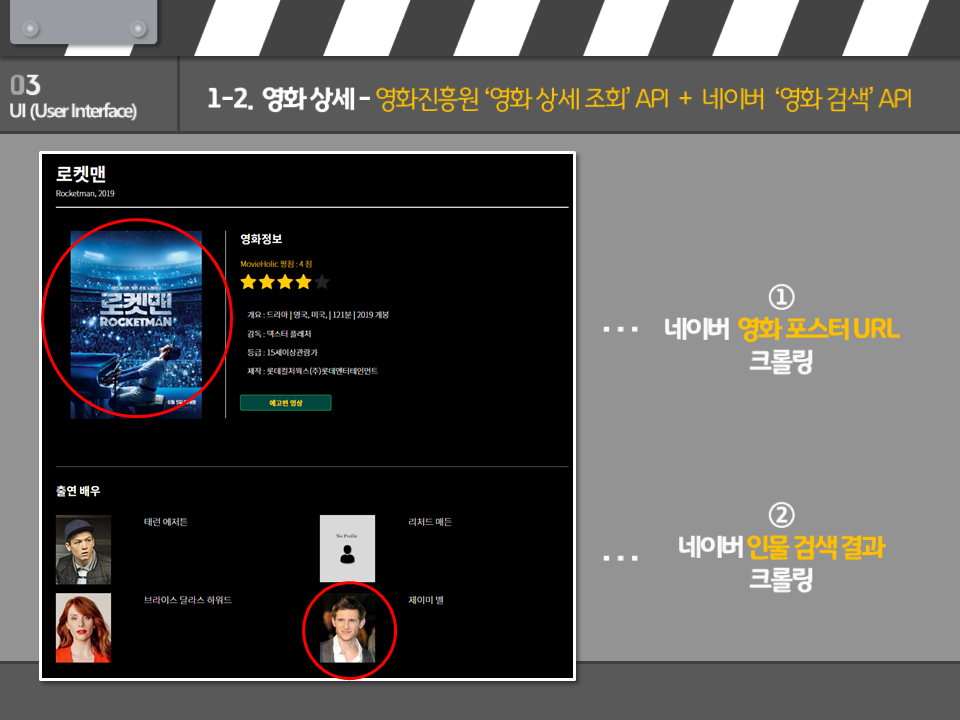 03
UI (User Interface)
1-2. 영화 상세 - 영화진흥원 ‘영화 상세 조회’ API + 네이버 ‘영화 검색’ API
로켓맨
Rocketman, 2019
로켓맨
ROCKETMAN
영화정보
MovieHolic 평점 : 4 점
개요 : 드라마 | 영국, 미국, | 121분 | 2019 개봉
감독 : 덱스터 플레처
등급 : 15세이상관람가
제작 : 롯데컬처웍스(주)롯데엔터테인먼트
예고편 영상
출연 배우
태런 에저튼
리처드 매든
No Profile
브라이스 달라스 하워드
제이미 벨
①
... 네이버 영화 포스터 URL
크롤링
②
... 네이버 인물 검색 결과
크롤링